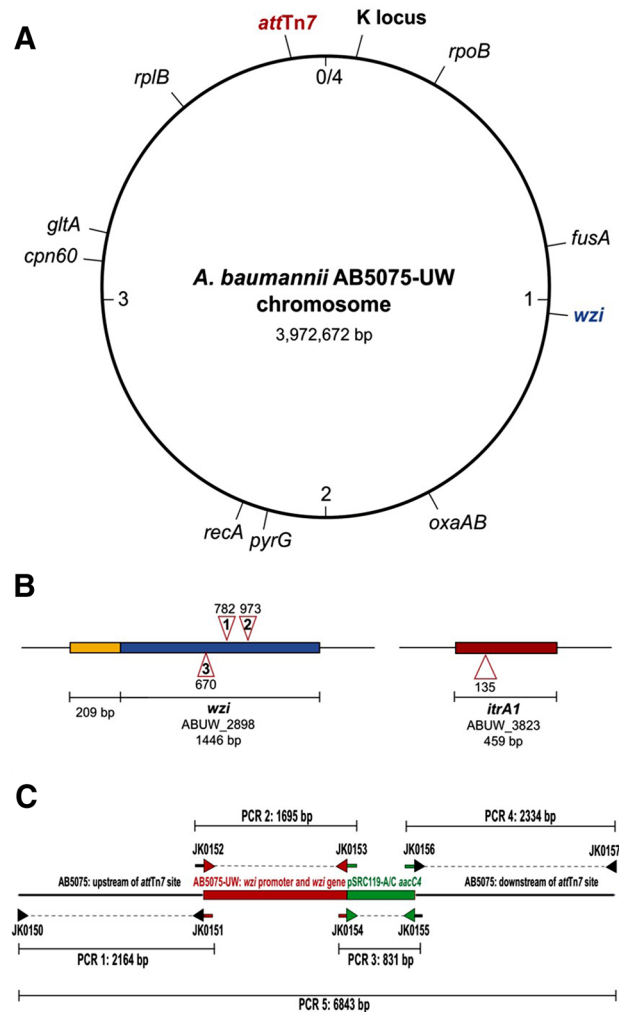 A
attTn7
K locus
0/4
rpoB
rplB
gltA
cpn60
fusA
A. baumannii AB5075-UW
chromosome
3,972,672 bp
3
1
wzi
2
recA
pyrG
oxaAB
B
782 973
1
2
3
670
135
209 bp
wzi
ABUW_2898
1446 bp
itrA1
ABUW_3823
459 bp
C
PCR 2: 1695 bp
PCR 4: 2334 bp
JK0152
JK0153
JK0156
JK0157
AB5075: upstream of attTn7 site
AB5075-UW: wzi promoter and wzi gene
pSRC119-A/C aacC4
AB5075: downstream of attTn7 site
JK0150
JK0151
JK0154
JK0155
PCR 1: 2164 bp
PCR 3: 831 bp
PCR 5: 6843 bp